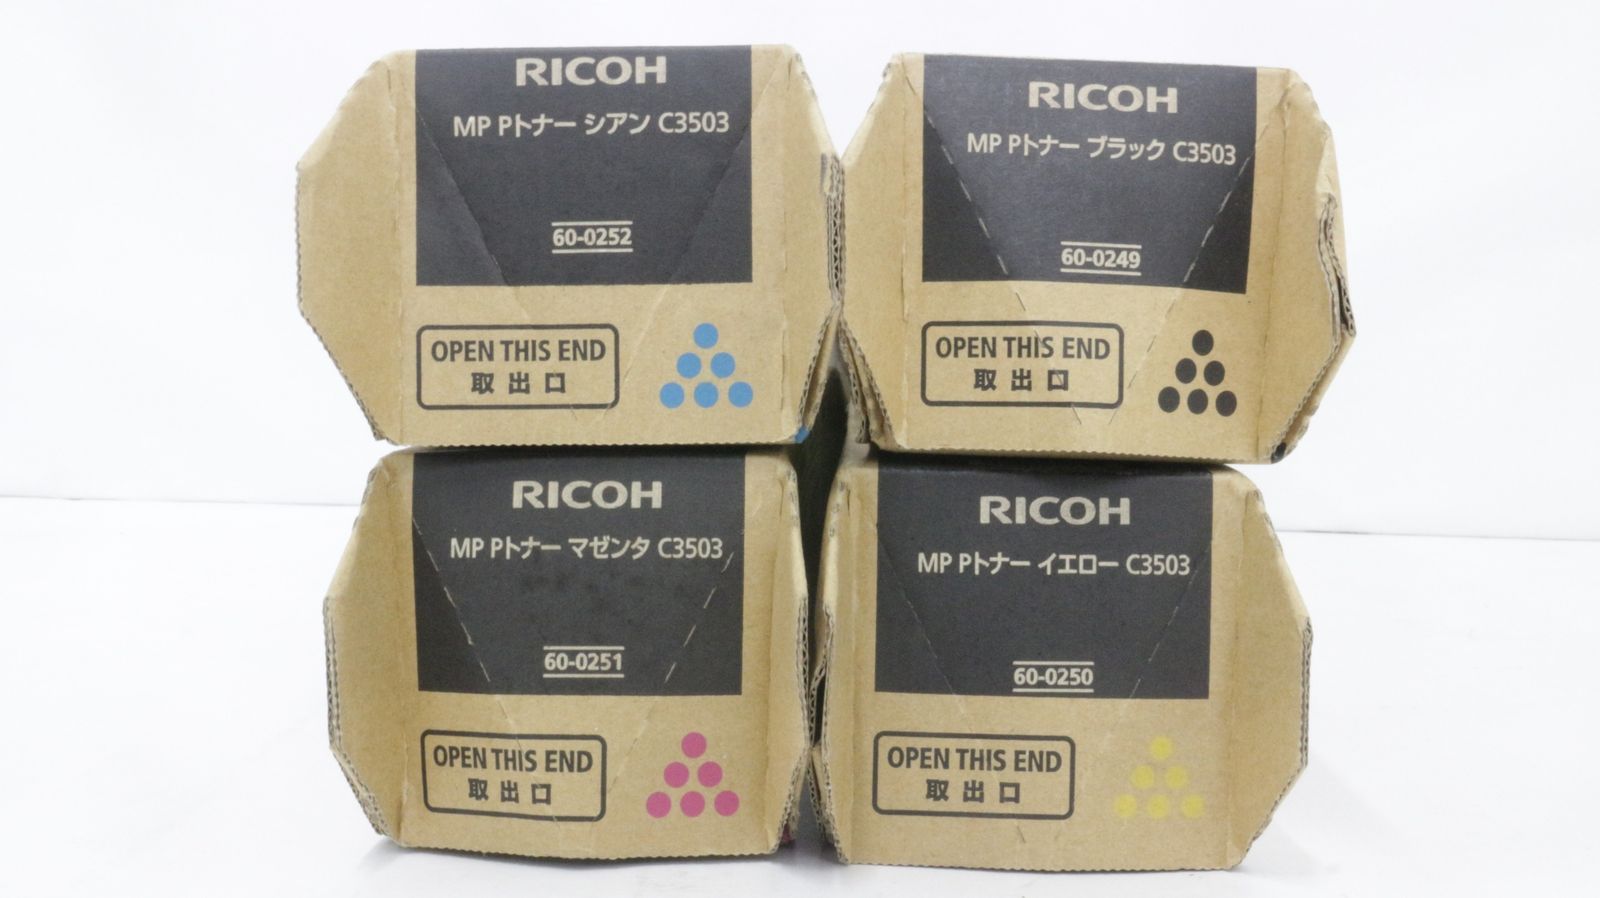 RICOH
MP Pトナー シアン C3503
60-0252
OPEN THIS END
取出口
RICOH
MP Pトナー ブラック C3503
60-0249
OPEN THIS END
取出口
RICOH
MP Pトナー マゼンタ C3503
60-0251
OPEN THIS END
取出口
RICOH
MP Pトナー イエロー C3503
60-0250
OPEN THIS END
取出口